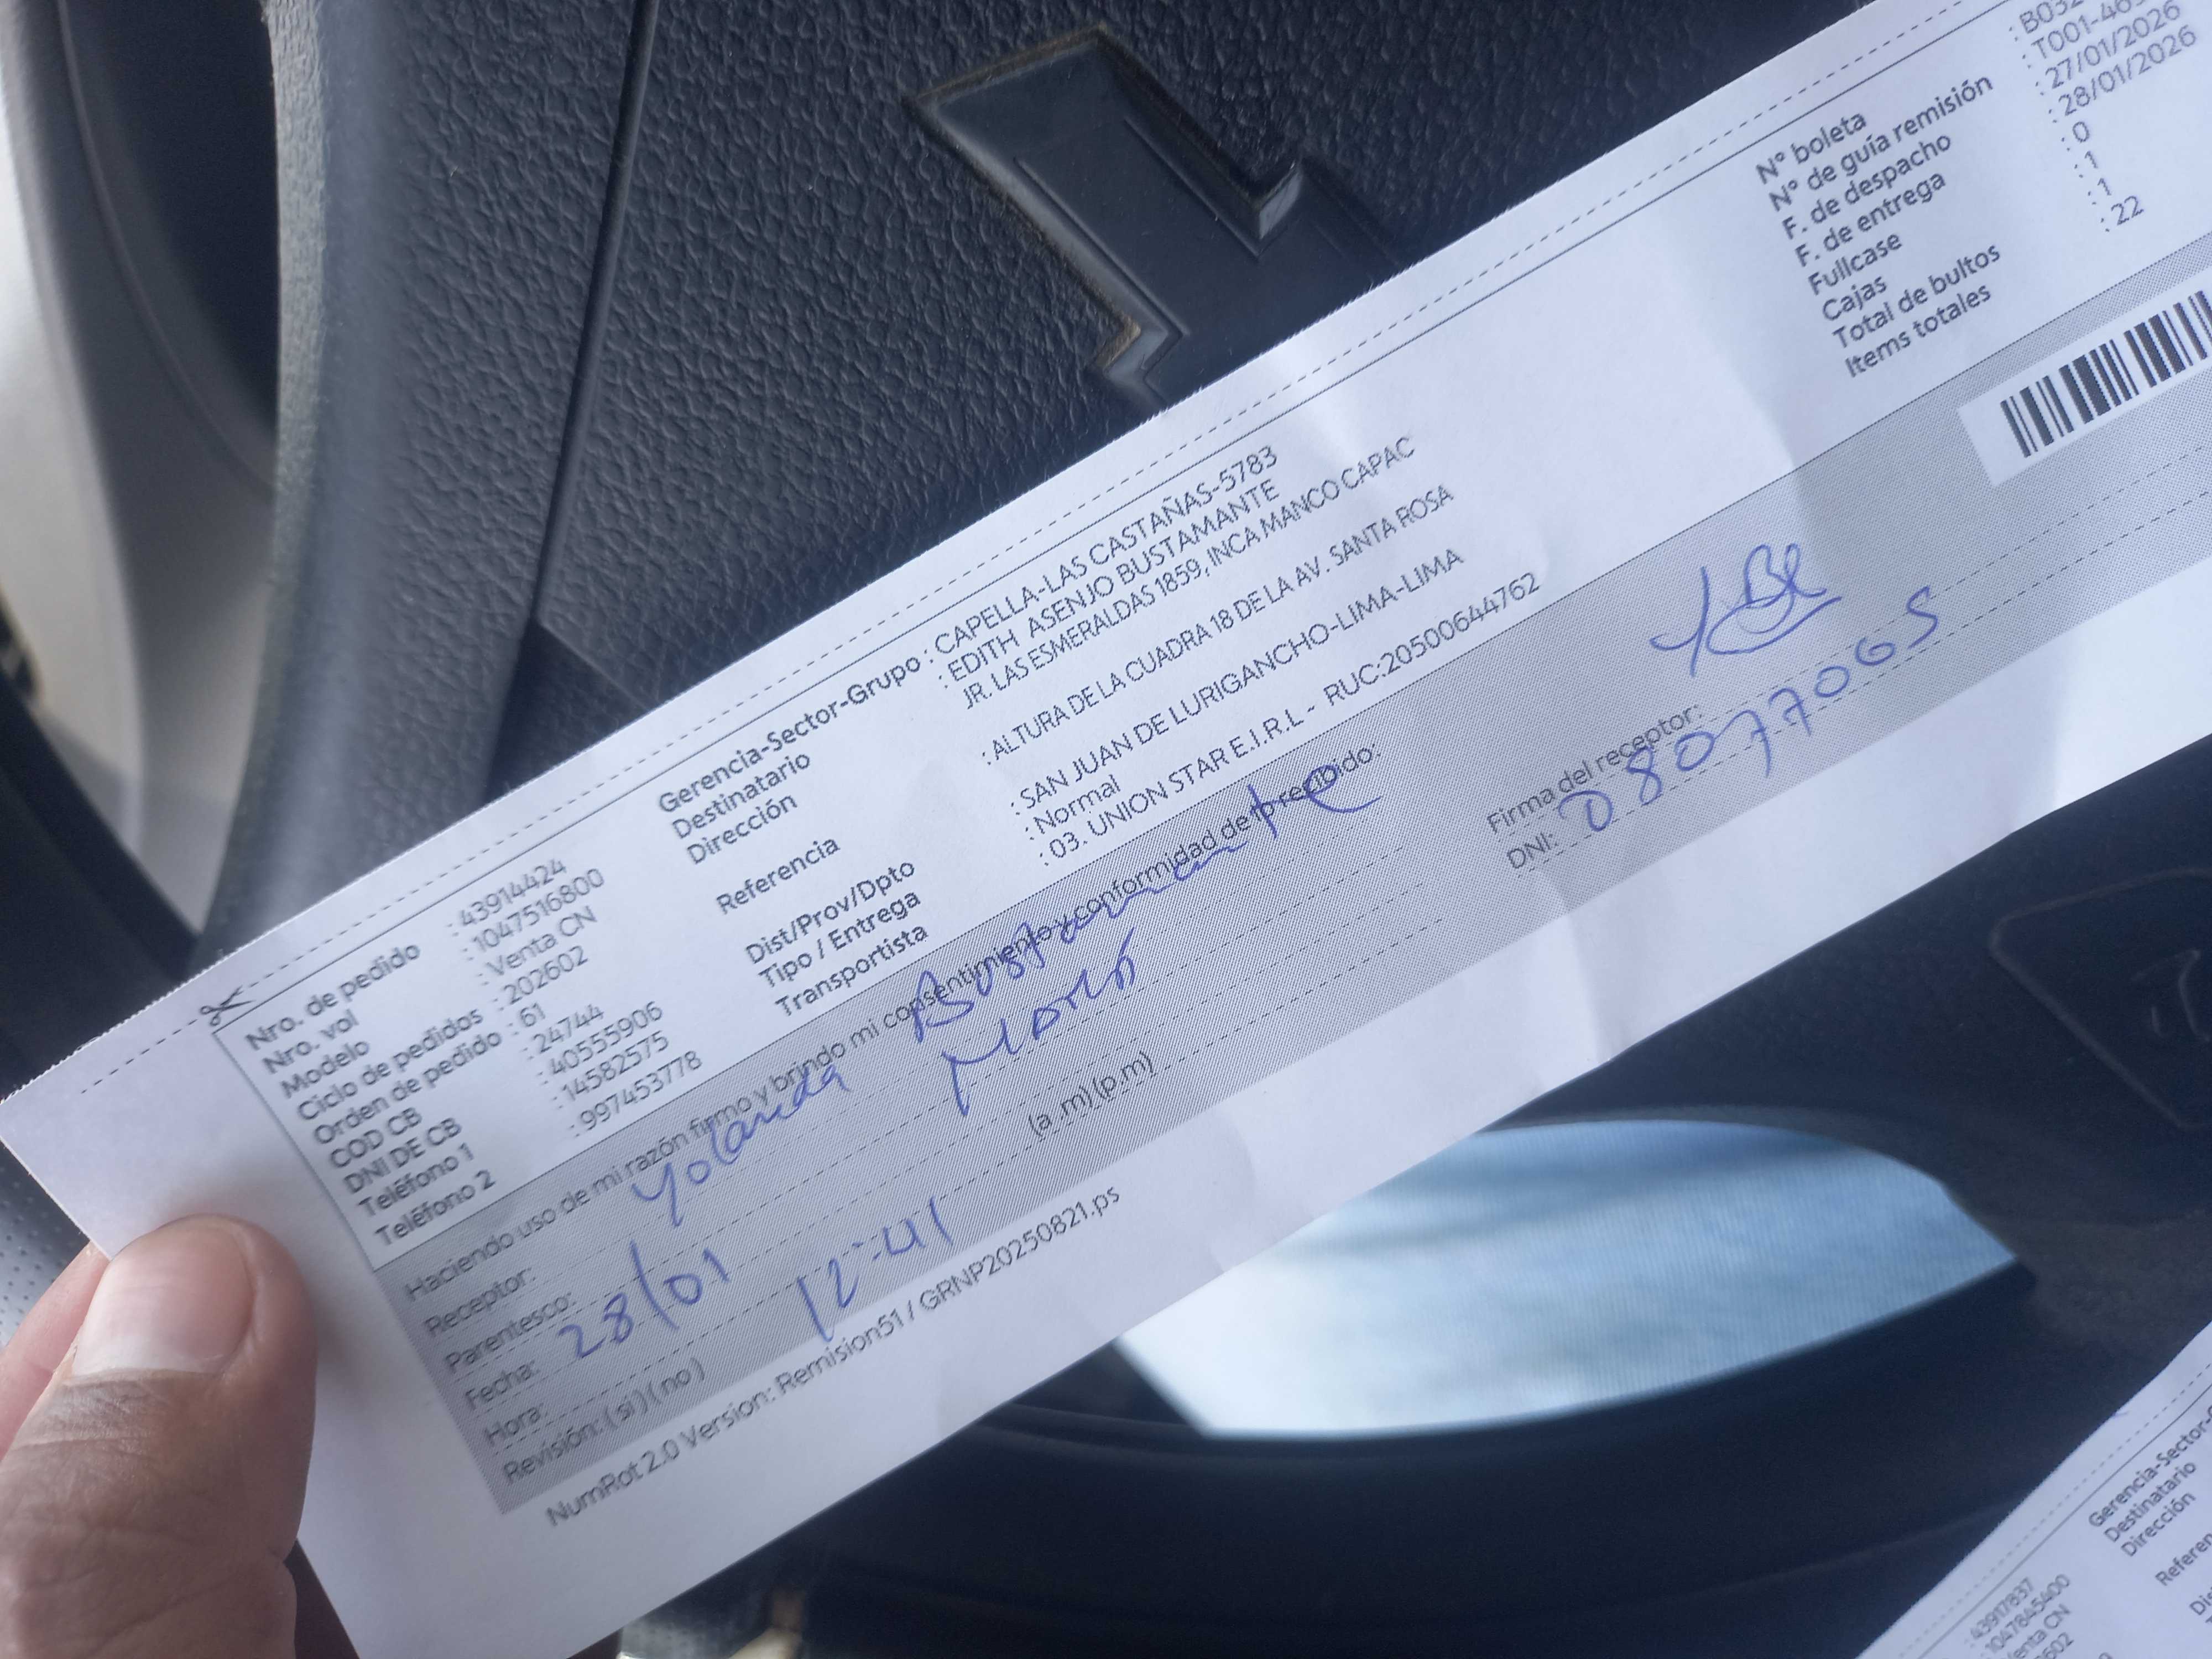 Nro. de pedido : 43914424
Nro. vol : 1047516800
Modelo : Venta CN
Ciclo de pedidos : 202602
Orden de pedido : 61
COD CB : 24744
DNI DE CB : 40555906
Teléfono 1 : 14582575
Teléfono 2 : 997453778
Gerencia-Sector-Grupo : CAPELLA-LAS CASTAÑAS-5783
Destinatario : EDITH ASENJO BUSTAMANTE
Dirección JR. LAS ESMERALDAS 1859, INCA MANCO CAPAC
Referencia : ALTURA DE LA CUADRA 18 DE LA AV. SANTA ROSA
Dist/Prov/Dpto : SAN JUAN DE LURIGANCHO-LIMA-LIMA
Tipo / Entrega : Normal
Transportista : 03. UNION STAR E.I.R.L - RUC:20500644762
N° boleta : B032
N° de guía remisión : T001-46
F. de despacho : 27/01/2026
F. de entrega : 28/01/2026
Fullcase : 0
Cajas : 1
Total de bultos : 1
Items totales : 22
Haciendo uso de mi razón firmo y brindo mi consentimiento y conformidad de lo recibido:
Receptor: Yolanda Bustamante
Parentesco: Mamá
Fecha: 28/01
Hora: 12:41 (a .m) (p.m)
Revisión: ( si ) ( no )
Firma del receptor:
DNI: 08077065
NumRot 2.0 Version: Remision51 / GRNP20250821.ps
Gerencia-Sector-G
Destinatario
Dirección
Referen
: 43917837
: 1047845400
enta CN